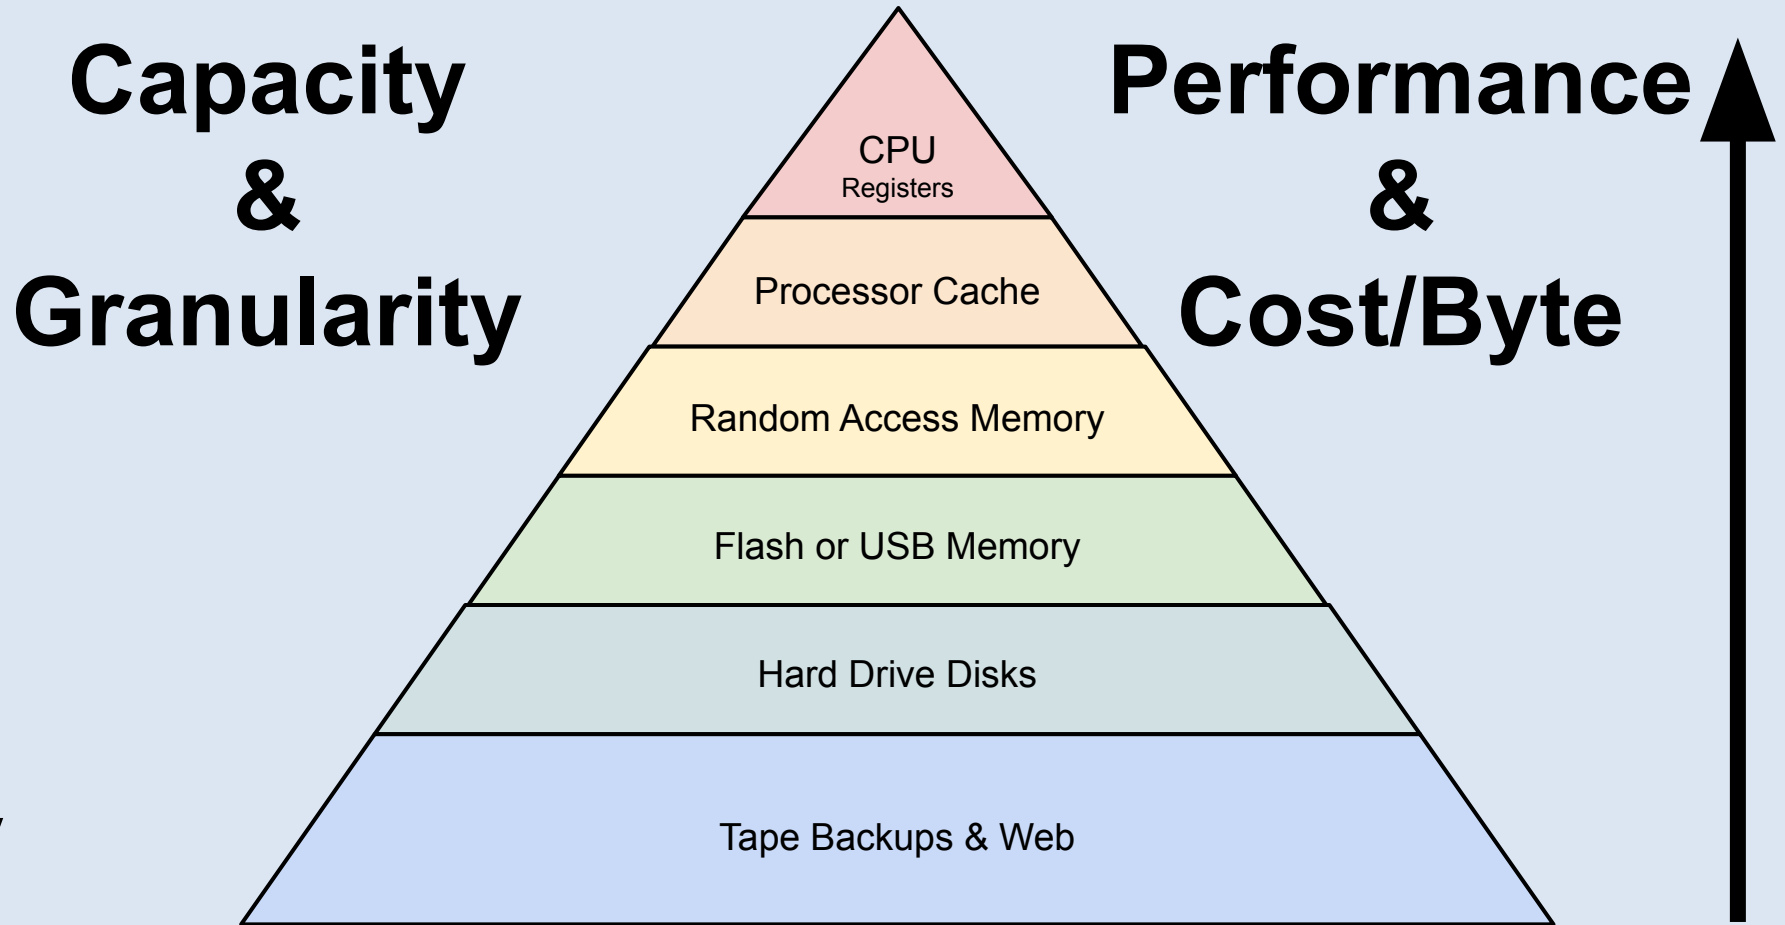 Capacity
&
Granularity
Performance
&
Cost/Byte
CPU
Registers
Processor Cache
Random Access Memory
Flash or USB Memory
Hard Drive Disks
Tape Backups & Web